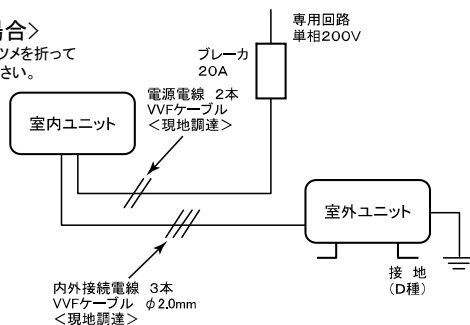 場合>
ツメを折って
さい。
専用回路
単相200V
ブレーカ
20A
電源電線 2本
VVFケーブル
<現地調達>
室内ユニット
室外ユニット
接 地
(D種)
内外接続電線 3本
VVFケーブル φ2.0mm
<現地調達>